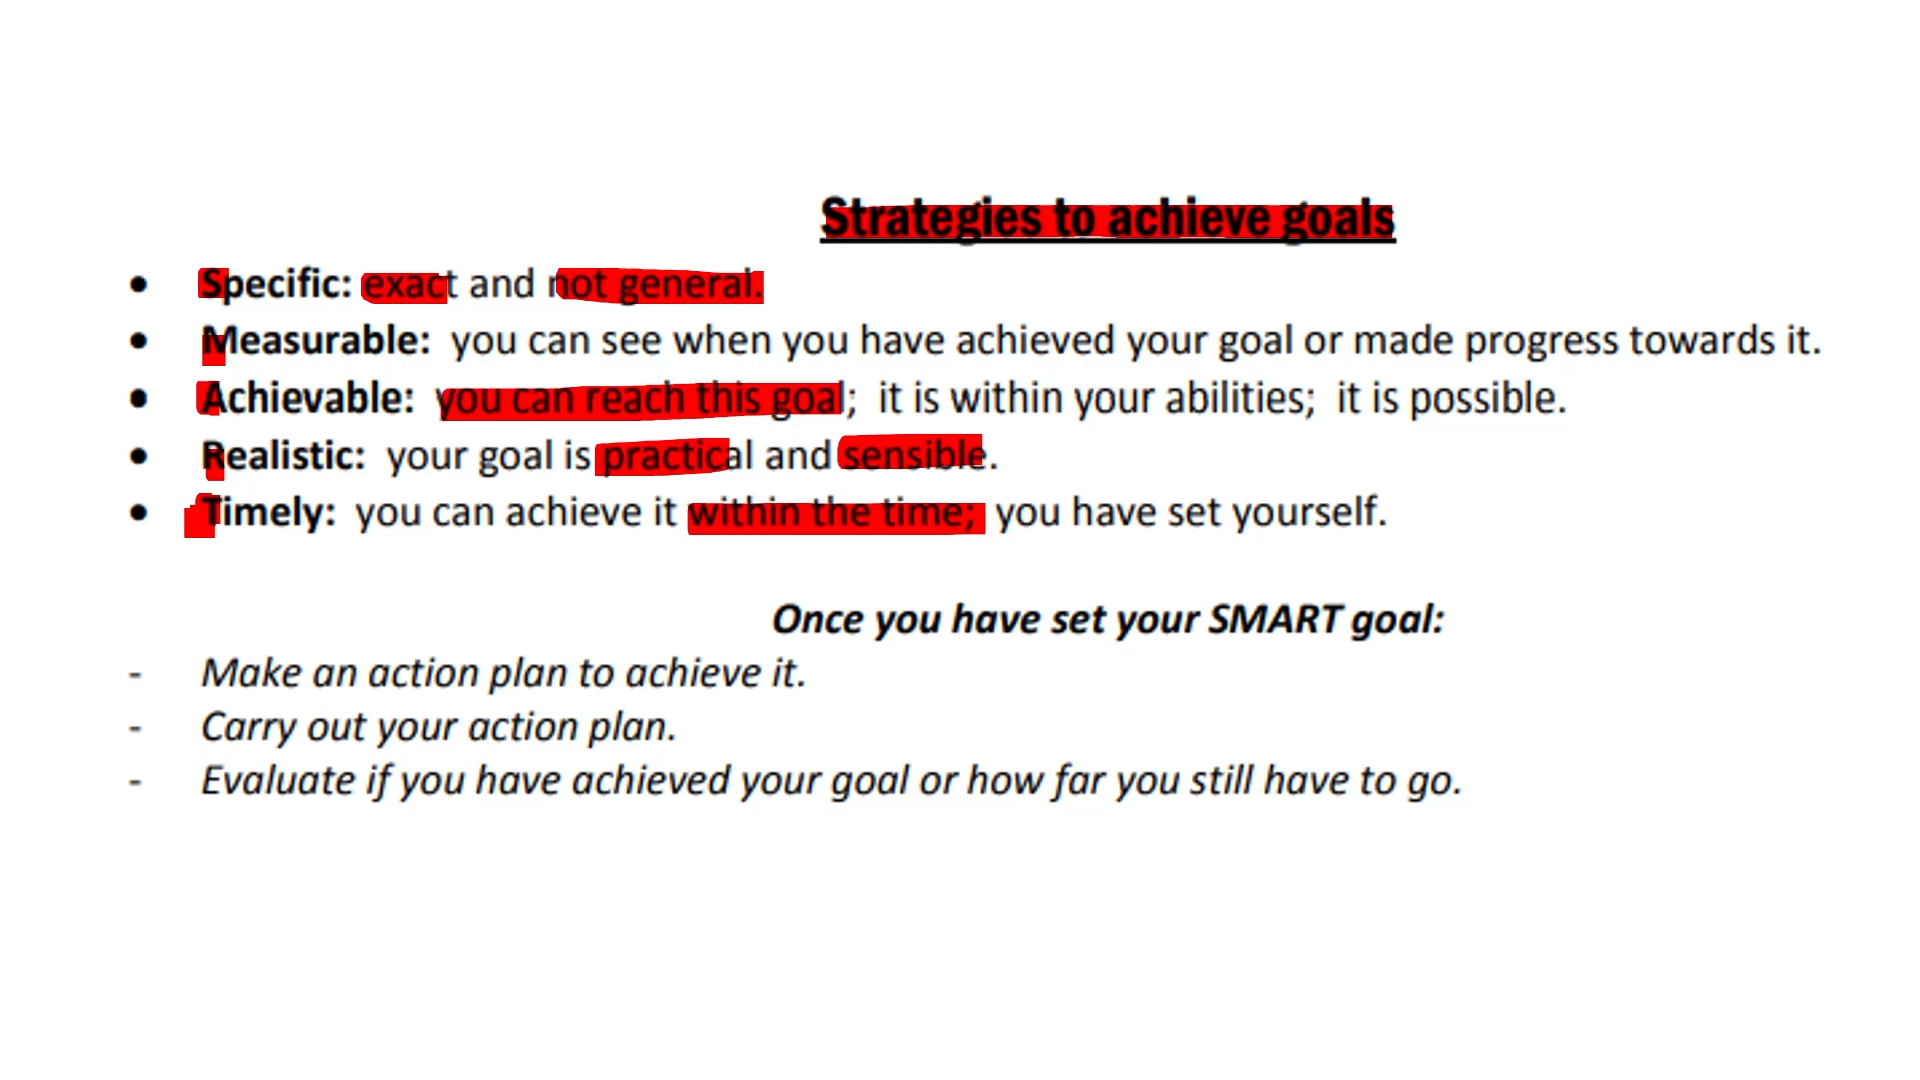 Strategies to achieve goals
• Specific: exact and not general.
• Measurable: you can see when you have achieved your goal or made progress towards it.
• Achievable: you can reach this goal; it is within your abilities; it is possible.
• Realistic: your goal is practical and sensible.
• Timely: you can achieve it within the time; you have set yourself.
Once you have set your SMART goal:
- Make an action plan to achieve it.
- Carry out your action plan.
- Evaluate if you have achieved your goal or how far you still have to go.